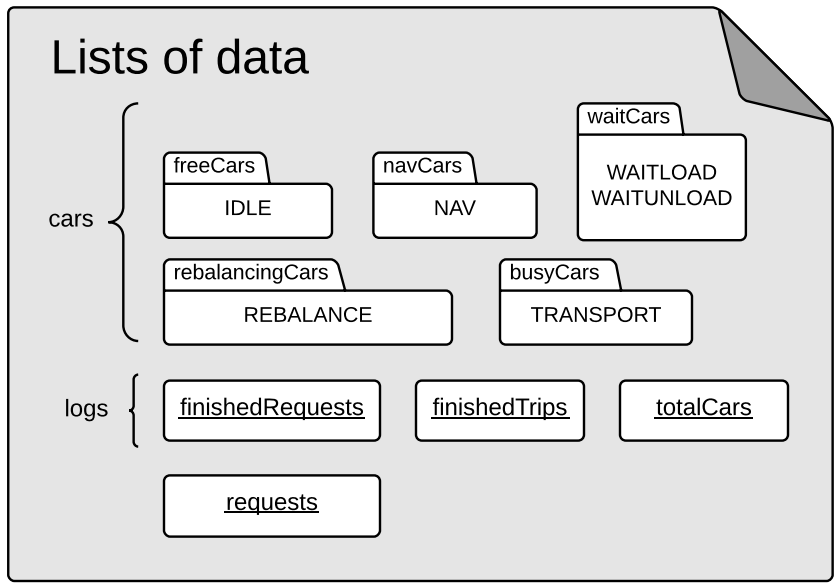 Lists of data
cars
freeCars
IDLE
navCars
NAV
waitCars
WAITLOAD
WAITUNLOAD
rebalancingCars
REBALANCE
busyCars
TRANSPORT
logs
finishedRequests
finishedTrips
totalCars
requests